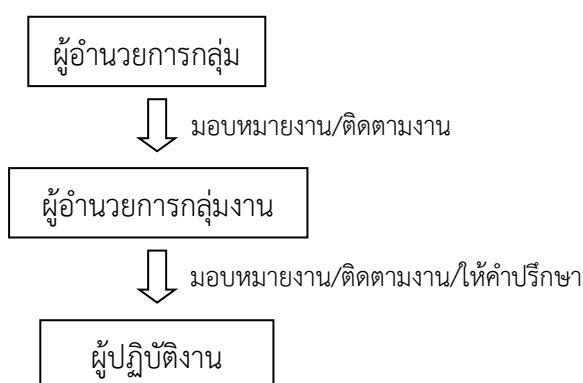 ผู้อำนวยการกลุ่ม
มอบหมายงาน/ติดตามงาน
ผู้อำนวยการกลุ่มงาน
มอบหมายงาน/ติดตามงาน/ให้คำปรึกษา
ผู้ปฏิบัติงาน